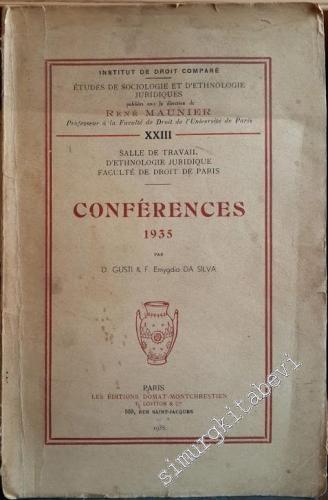 INSTITUT DE DROIT COMPARÉ
ÉTUDES DE SOCIOLOGIE ET D'ETHNOLOGIE
JURIDIQUES
publiées sous la direction de
RENÉ MAUNIER
Professeur à la Faculté de Droit de l'Université de Paris
XXIII
SALLE DE TRAVAIL
D'ETHNOLOGIE JURIDIQUE
FACULTÉ DE DROIT DE PARIS
CONFÉRENCES
1935
PAR
D. GUSTI & F. Emygdio DA SILVA
PARIS
LES ÉDITIONS DOMAT-MONTCHRESTIEN
F. LOVITON & Cie
160, RUE SAINT-JACQUES
simurgkitabevi